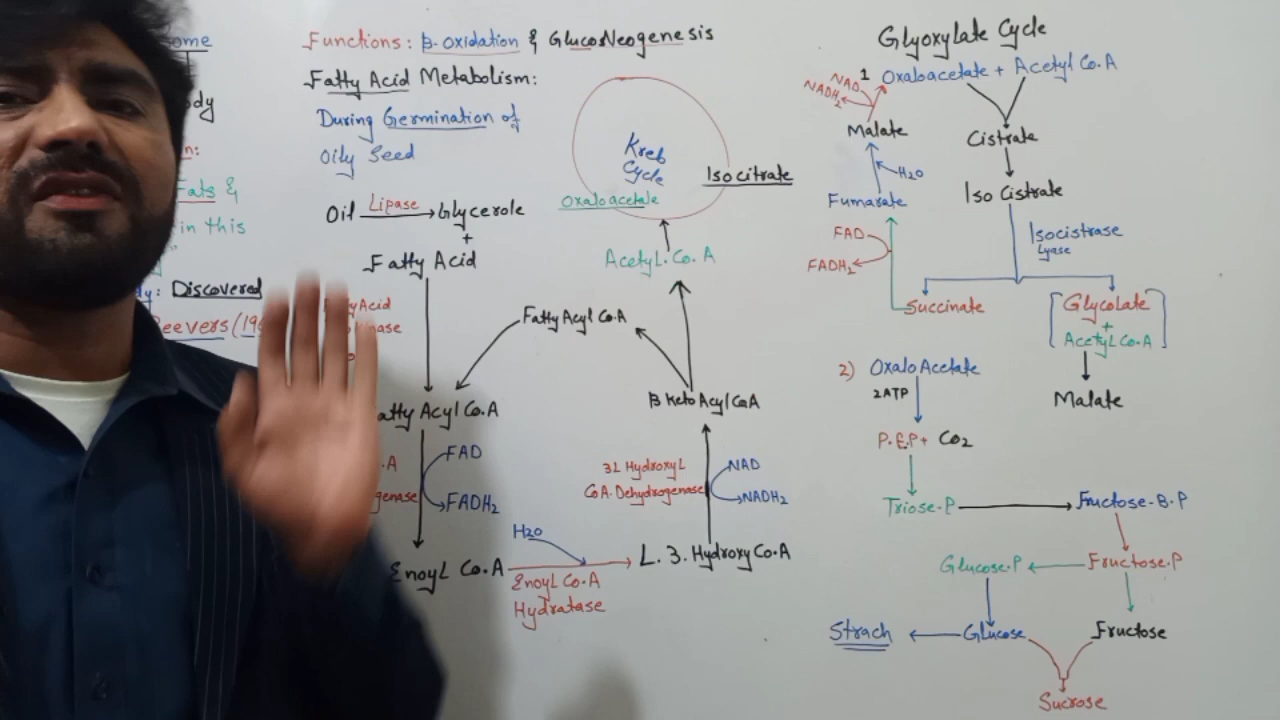 Functions: B-Oxidation & GlucoNeogenesis
Fatty Acid Metabolism:
During Germination of
Oily Seed
Oil Lipase Glycerole
+
Fatty Acid
Fatty Acyl Co.A
FAD
FADH2
Enoyl Co.A
H2O
Enoyl Co.A
Hydratase
L. 3. Hydroxy Co.A
3L Hydroxyl
CoA-Dehydrogenase
NAD
NADH2
B Keto Acyl CoA
Fatty Acyl Co.A
Acetyl. Co. A
Kreb
Cycle
Isocitrate
Oxaloacetate
Fats &
in this
Discovered
Beevers (19
Glyoxylate Cycle
1 Oxaloacetate + Acetyl Co.A
NAD
NADH2
Malate
Cistrate
H2O
Iso Cistrate
Fumarate
Isocistrase
Lyase
FAD
FADH2
Succinate
Glycolate
+
Acetyl Co.A
Malate
2) OxaloAcetate
2ATP
P.E.P + Co2
Triose-P Fructose-B.P
Glucose.P Fructose.P
Strach Glucose Fructose
Sucrose